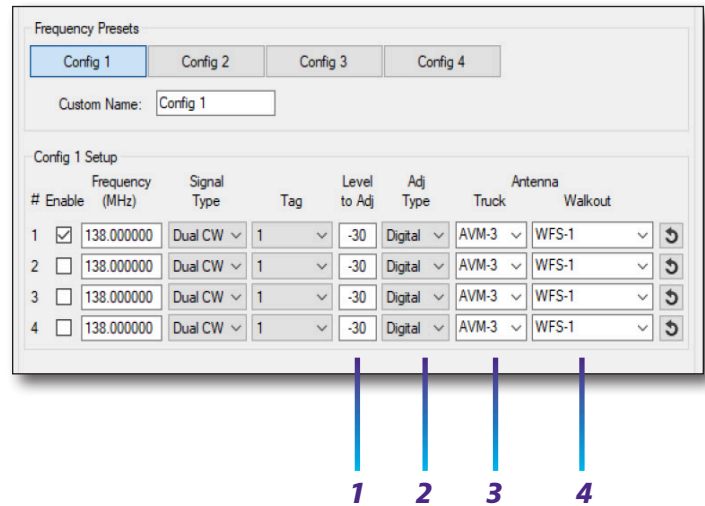 Frequency Presets
Config 1 Config 2 Config 3 Config 4
Custom Name: Config 1
Config 1 Setup
Frequency Signal Level Adj Antenna
# Enable (MHz) Type Tag to Adj Type Truck Walkout
1 138.000000 Dual CW 1 -30 Digital AVM-3 WFS-1
2 138.000000 Dual CW 1 -30 Digital AVM-3 WFS-1
3 138.000000 Dual CW 1 -30 Digital AVM-3 WFS-1
4 138.000000 Dual CW 1 -30 Digital AVM-3 WFS-1
1 2 3 4